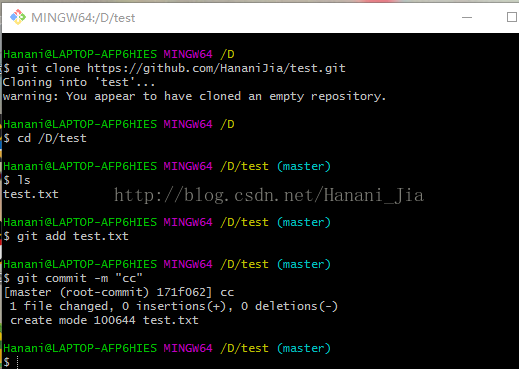 MINGW64:/D/test
Hanani@LAPTOP-AFP6HIES MINGW64 /D
$ git clone https://github.com/HananiJia/test.git
Cloning into 'test'...
warning: You appear to have cloned an empty repository.
Hanani@LAPTOP-AFP6HIES MINGW64 /D
$ cd /D/test
Hanani@LAPTOP-AFP6HIES MINGW64 /D/test (master)
$ ls
test.txt
http://blog.csdn.net/Hanani_Jia
Hanani@LAPTOP-AFP6HIES MINGW64 /D/test (master)
$ git add test.txt
Hanani@LAPTOP-AFP6HIES MINGW64 /D/test (master)
$ git commit -m "cc"
[master (root-commit) 171f062] cc
1 file changed, 0 insertions(+), 0 deletions(-)
create mode 100644 test.txt
Hanani@LAPTOP-AFP6HIES MINGW64 /D/test (master)
$